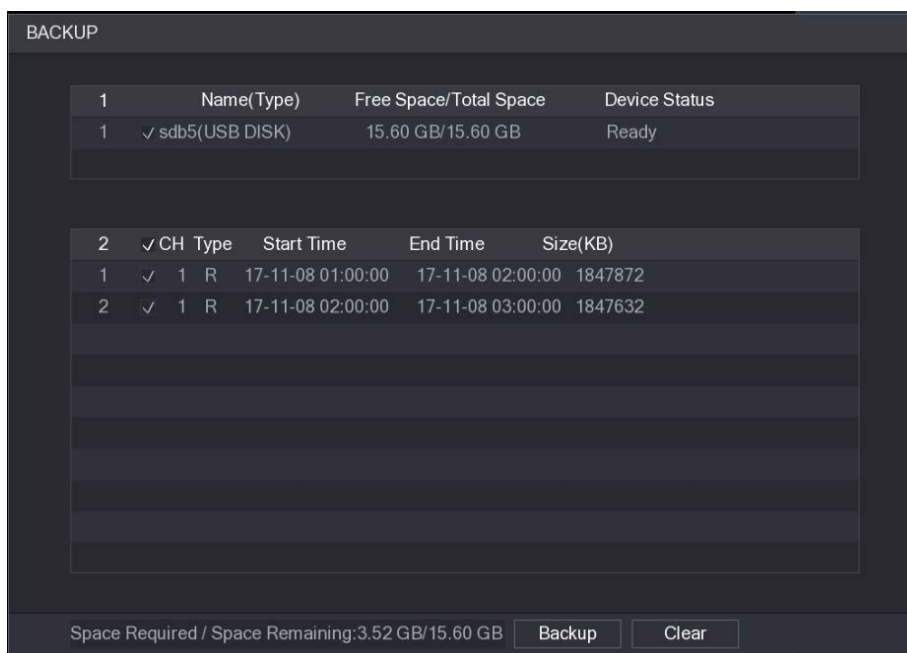 BACKUP
1 Name(Type) Free Space/Total Space Device Status
1 sdb5(USB DISK) 15.60 GB/15.60 GB Ready
2 CH Type Start Time End Time Size(KB)
1 1 R 17-11-08 01:00:00 17-11-08 02:00:00 1847872
2 1 R 17-11-08 02:00:00 17-11-08 03:00:00 1847632
Space Required / Space Remaining:3.52 GB/15.60 GB Backup Clear